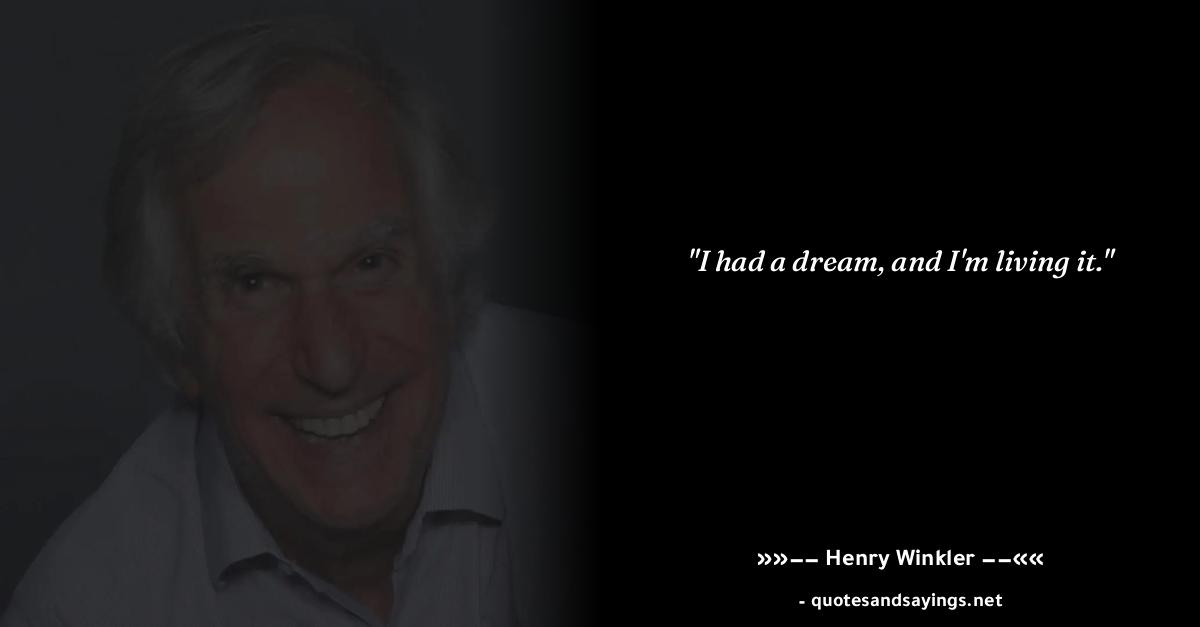 "I had a dream, and I'm living it."
»»−− Henry Winkler −−««
- quotesandsayings.net